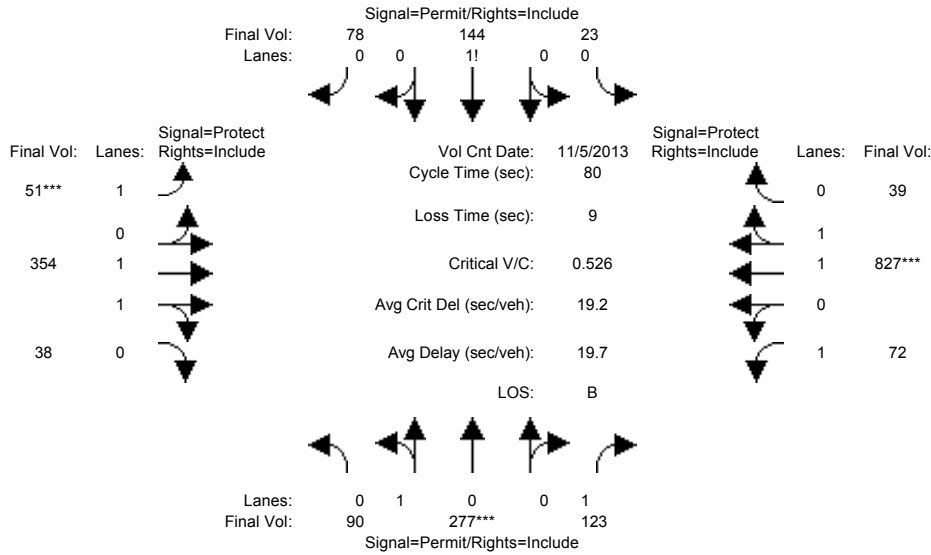 Signal=Permit/Rights=Include
Final Vol: 78 144 23
Lanes: 0 0 1! 0 0
Signal=Protect Signal=Protect
Final Vol: Lanes: Rights=Include Vol Cnt Date: 11/5/2013 Rights=Include Lanes: Final Vol:
Cycle Time (sec): 80
51*** 1 0 39
Loss Time (sec): 9
0 1
354 1 Critical V/C: 0.526 1 827***
1 Avg Crit Del (sec/veh): 19.2 0
38 0 Avg Delay (sec/veh): 19.7 1 72
LOS: B
Lanes: 0 1 0 0 1
Final Vol: 90 277*** 123
Signal=Permit/Rights=Include